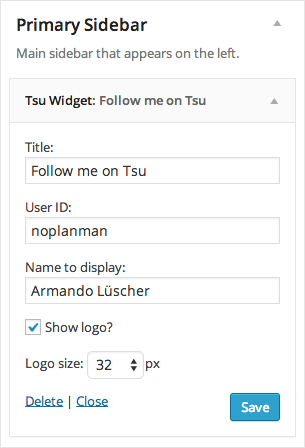 Primary Sidebar
Main sidebar that appears on the left.
Tsu Widget: Follow me on Tsu
Title:
Follow me on Tsu
User ID:
noplanman
Name to display:
Armando Lüscher
Show logo?
Logo size: 32 px
Delete | Close
Save